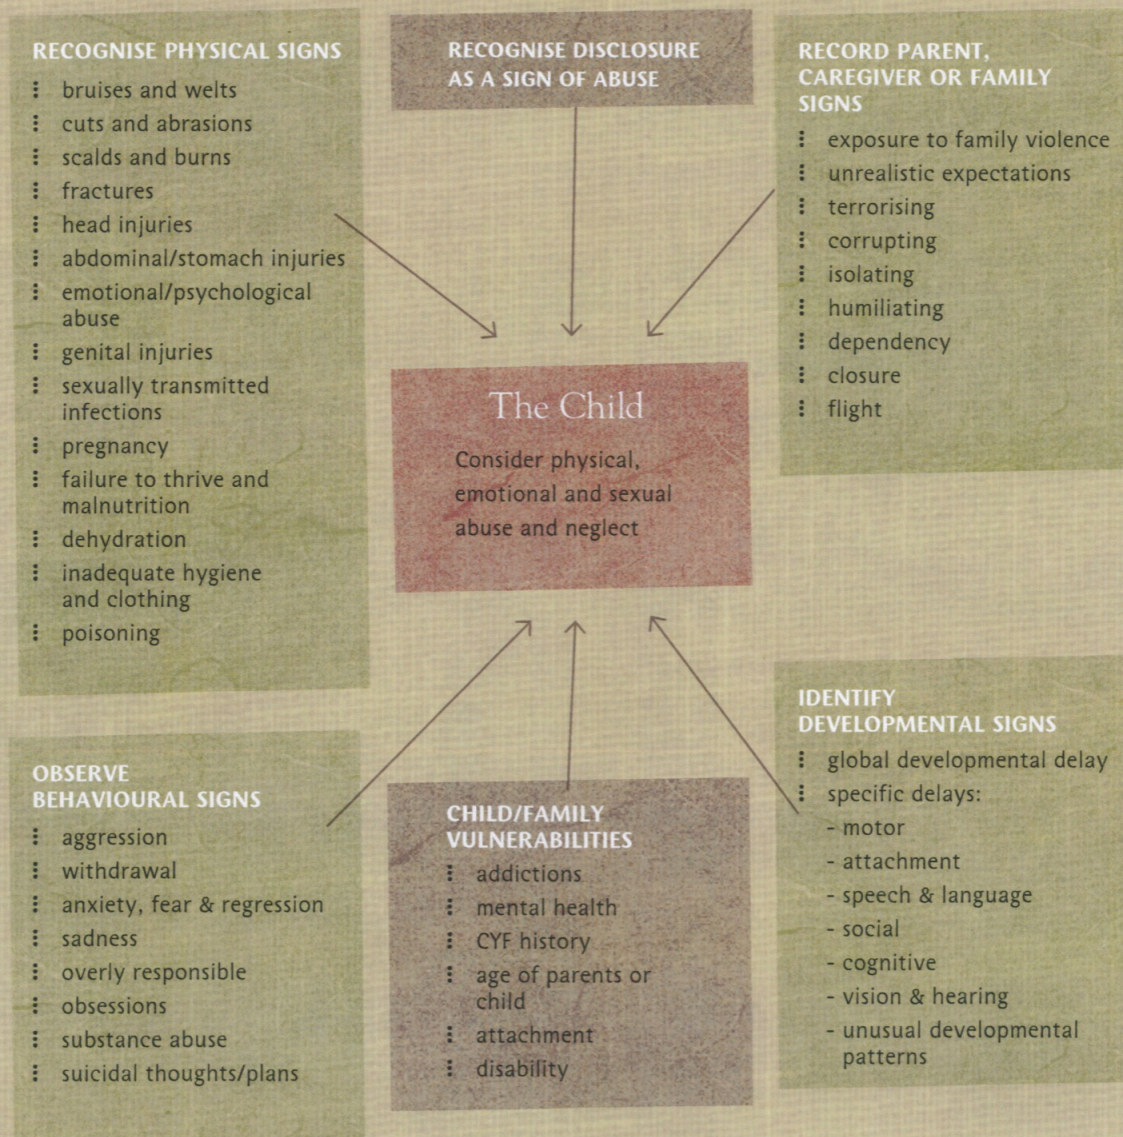 RECOGNISE PHYSICAL SIGNS
bruises and welts
cuts and abrasions
scalds and burns
fractures
head injuries
abdominal/stomach injuries
emotional/psychological
abuse
genital injuries
sexually transmitted
infections
pregnancy
failure to thrive and
malnutrition
dehydration
inadequate hygiene
and clothing
poisoning
RECOGNISE DISCLOSURE
AS A SIGN OF ABUSE
RECORD PARENT,
CAREGIVER OR FAMILY
SIGNS
exposure to family violence
unrealistic expectations
terrorising
corrupting
isolating
humiliating
dependency
closure
flight
The Child
Consider physical,
emotional and sexual
abuse and neglect
OBSERVE
BEHAVIOURAL SIGNS
aggression
withdrawal
anxiety, fear & regression
sadness
overly responsible
obsessions
substance abuse
suicidal thoughts/plans
CHILD/FAMILY
VULNERABILITIES
addictions
mental health
CYF history
age of parents or
child
attachment
disability
IDENTIFY
DEVELOPMENTAL SIGNS
global developmental delay
specific delays:
- motor
- attachment
- speech & language
- social
- cognitive
- vision & hearing
- unusual developmental
patterns